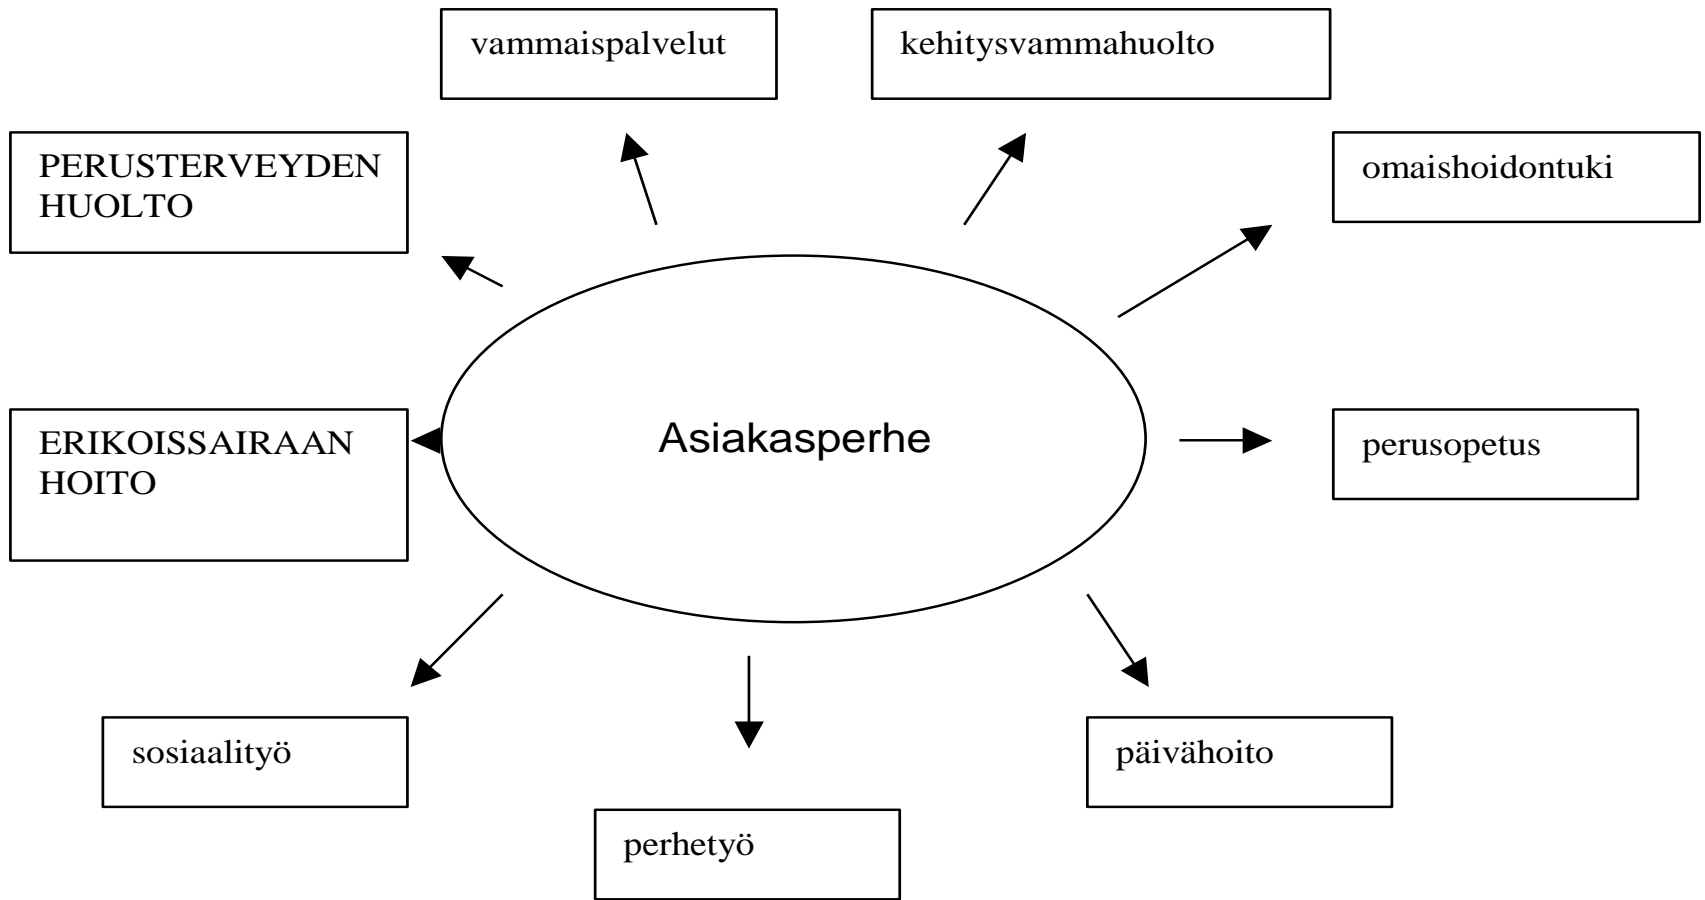 vammaispalvelut
kehitysvammahuolto
PERUSTERVEYDEN
HUOLTO
omaishoidontuki
Asiakasperhe
ERIKOISSAIRAAN
HOITO
perusopetus
sosiaalityö
päivähoito
perhetyö